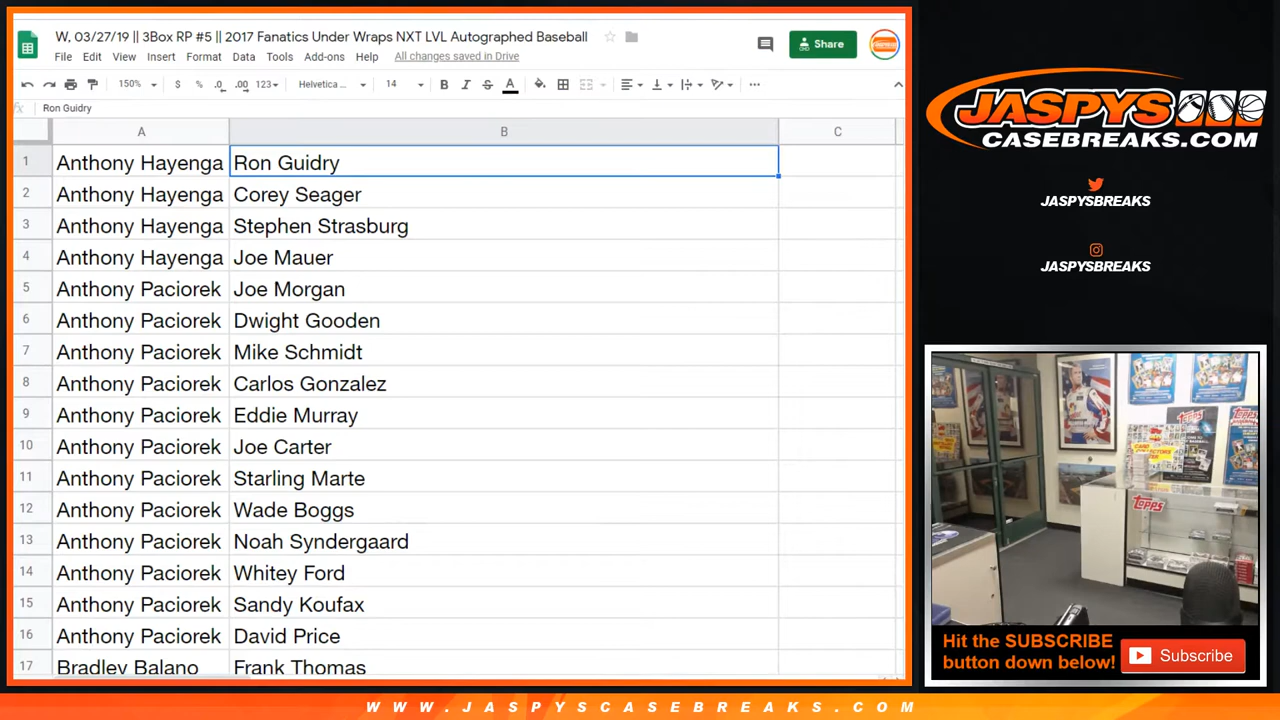 W, 03/27/19 || 3Box RP #5 || 2017 Fanatics Under Wraps NXT LVL Autographed Baseball
File Edit View Insert Format Data Tools Add-ons Help All changes saved in Drive
Share
150% $ % .0 .00 123 Helvetica ... 14 B I S A
fx Ron Guidry
A B C
1 Anthony Hayenga Ron Guidry
2 Anthony Hayenga Corey Seager
3 Anthony Hayenga Stephen Strasburg
4 Anthony Hayenga Joe Mauer
5 Anthony Paciorek Joe Morgan
6 Anthony Paciorek Dwight Gooden
7 Anthony Paciorek Mike Schmidt
8 Anthony Paciorek Carlos Gonzalez
9 Anthony Paciorek Eddie Murray
10 Anthony Paciorek Joe Carter
11 Anthony Paciorek Starling Marte
12 Anthony Paciorek Wade Boggs
13 Anthony Paciorek Noah Syndergaard
14 Anthony Paciorek Whitey Ford
15 Anthony Paciorek Sandy Koufax
16 Anthony Paciorek David Price
17 Bradley Balano Frank Thomas
JASPYS
CASEBREAKS.COM
JASPYSBREAKS
JASPYSBREAKS
TOPPS
TOPPS
Hit the SUBSCRIBE
button down below!
Subscribe
WWW.JASPYSCASEBREAKS.COM